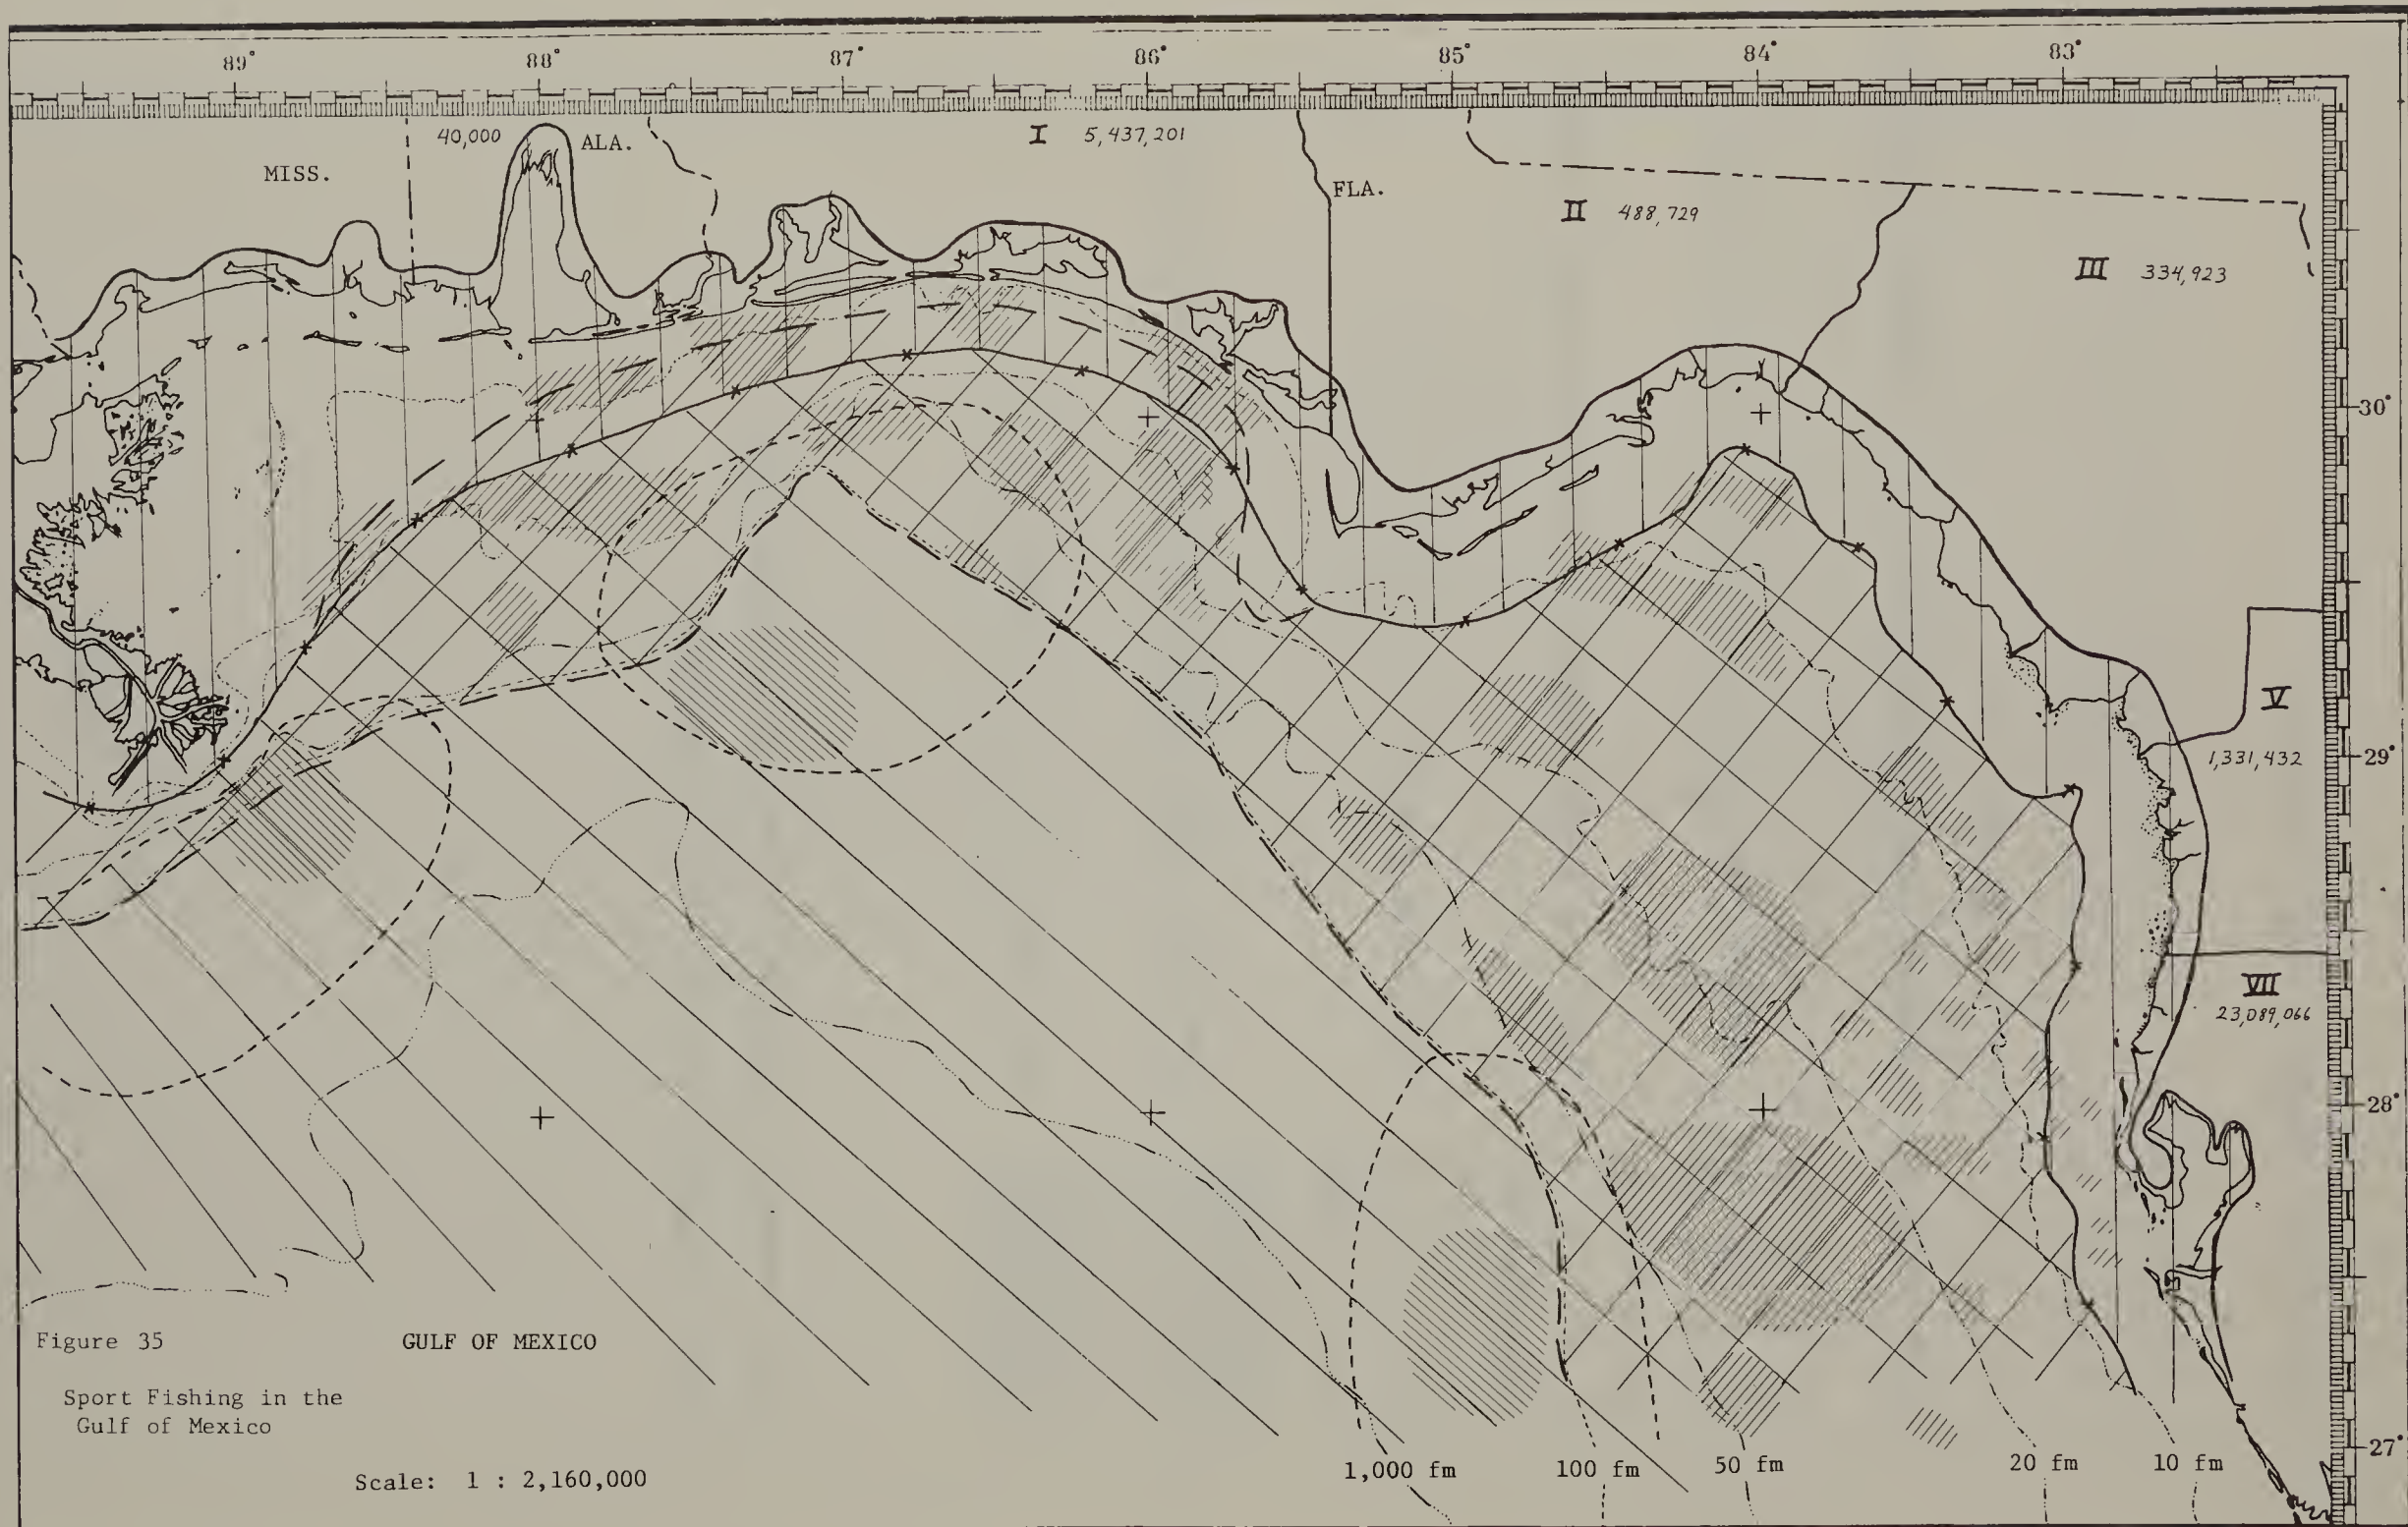 89° 88° 87° 86° 85° 84° 83°
40,000 ALA. I 5,437,201
MISS.
FLA.
II 488,729
III 334,923
30°
V
1,331,432
29°
VII
23,089,066
28°
Figure 35 GULF OF MEXICO
Sport Fishing in the
Gulf of Mexico
27°
1,000 fm 100 fm 50 fm 20 fm 10 fm
Scale: 1 : 2,160,000